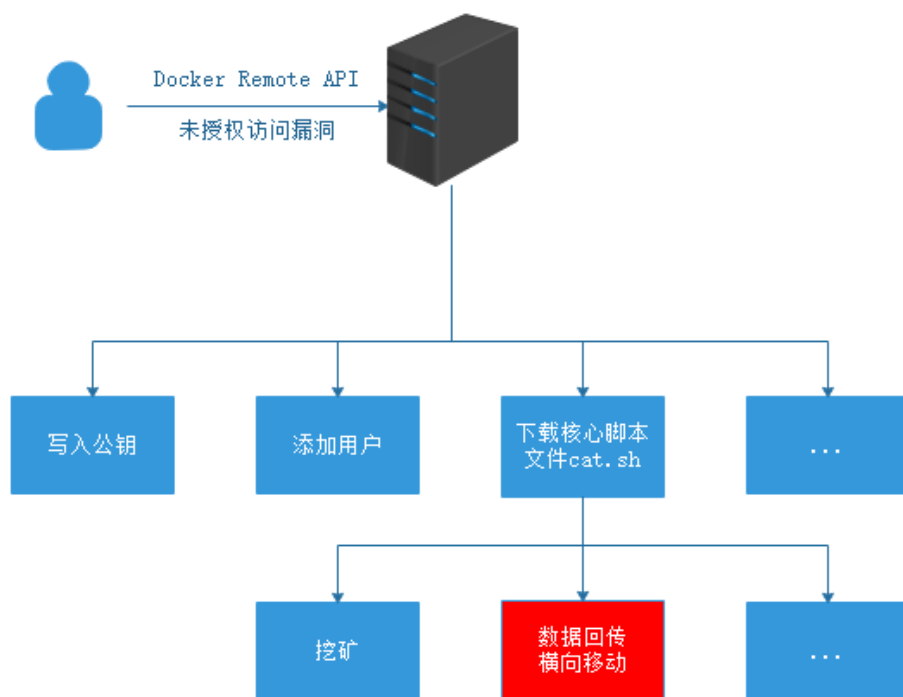 Docker Remote API
未授权访问漏洞
写入公钥
添加用户
下载核心脚本
文件cat.sh
...
挖矿
数据回传
横向移动
...